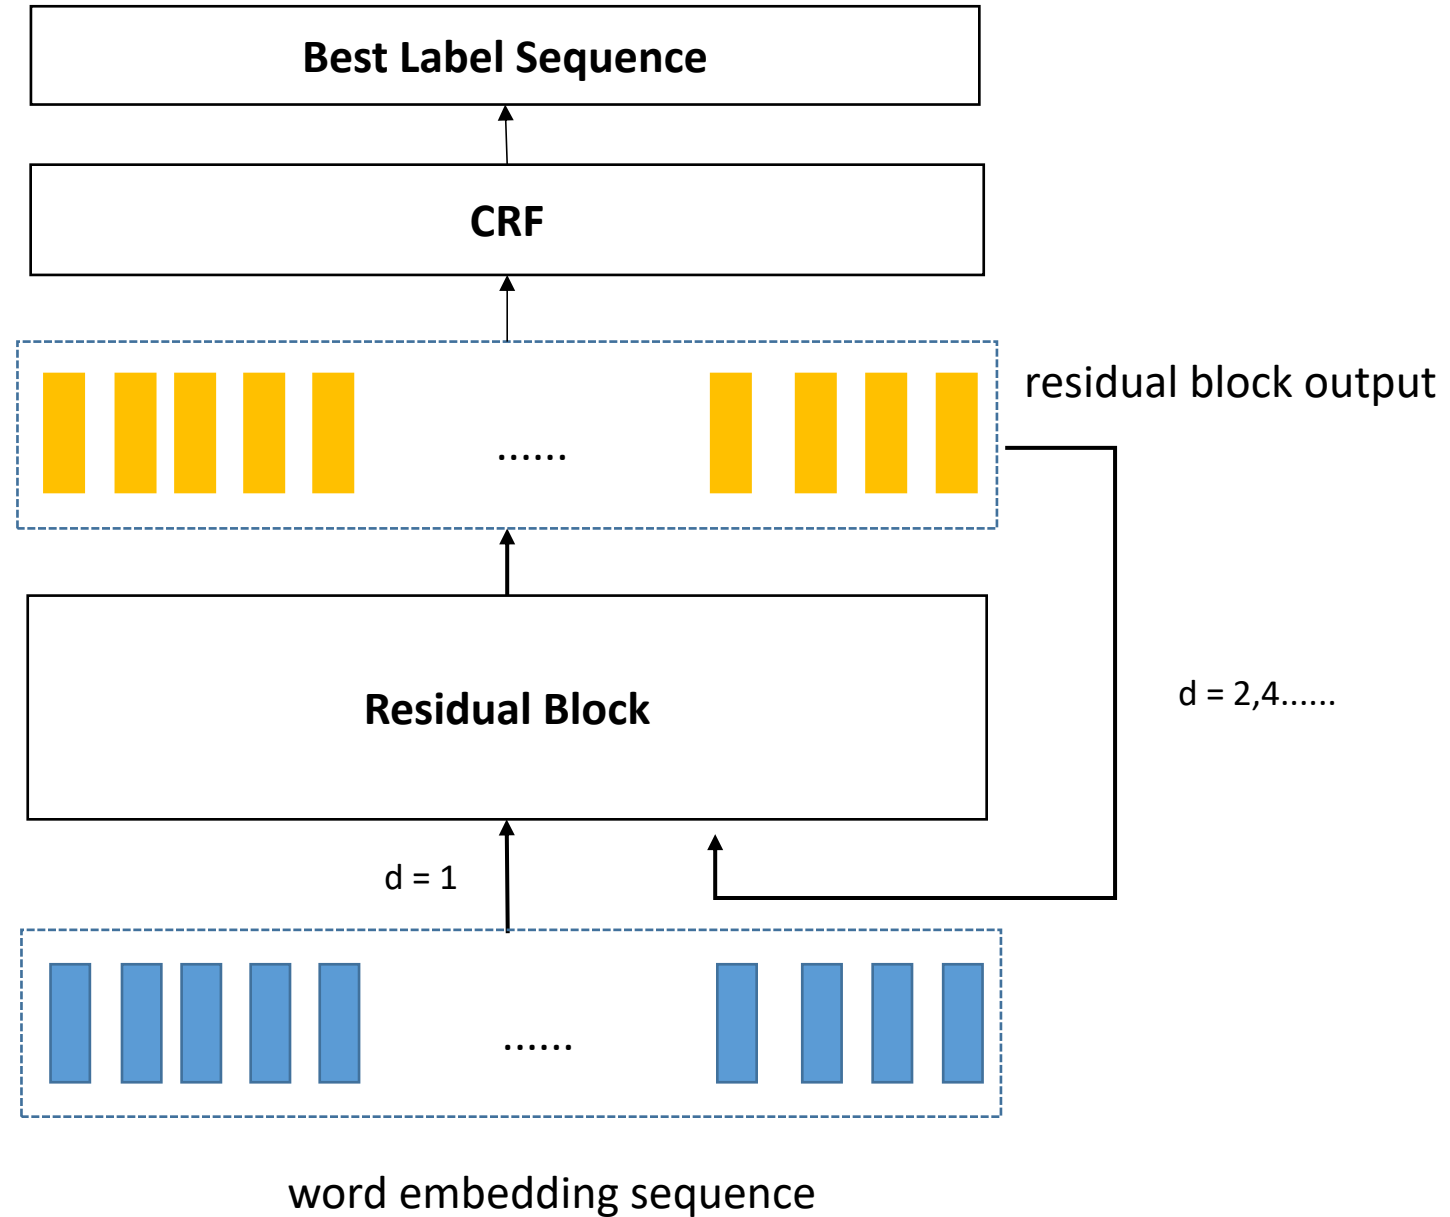 Best Label Sequence
CRF
residual block output
......
Residual Block
d = 2,4......
d = 1
......
word embedding sequence